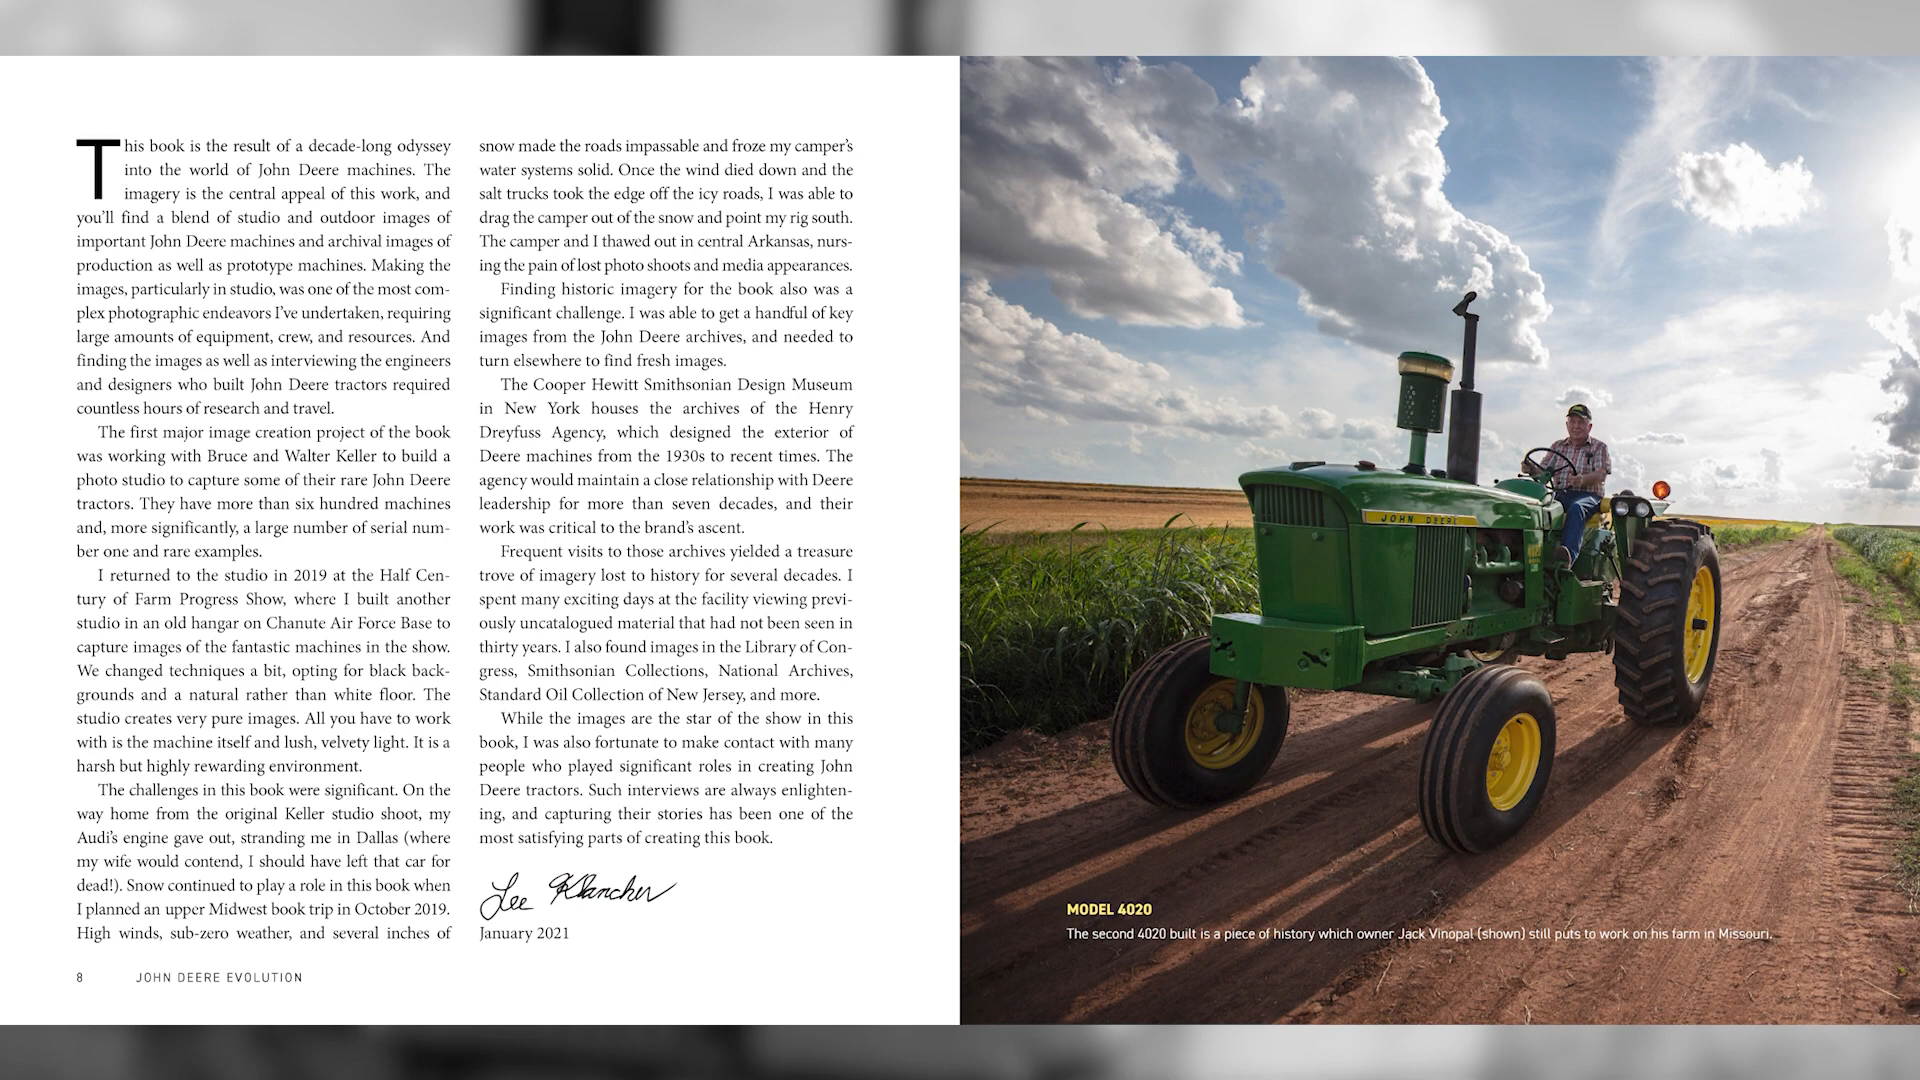 This book is the result of a decade-long odyssey
into the world of John Deere machines. The
imagery is the central appeal of this work, and
you'll find a blend of studio and outdoor images of
important John Deere machines and archival images of
production as well as prototype machines. Making the
images, particularly in studio, was one of the most com-
plex photographic endeavors I've undertaken, requiring
large amounts of equipment, crew, and resources. And
finding the images as well as interviewing the engineers
and designers who built John Deere tractors required
countless hours of research and travel.
The first major image creation project of the book
was working with Bruce and Walter Keller to build a
photo studio to capture some of their rare John Deere
tractors. They have more than six hundred machines
and, more significantly, a large number of serial num-
ber one and rare examples.
I returned to the studio in 2019 at the Half Cen-
tury of Farm Progress Show, where I built another
studio in an old hangar on Chanute Air Force Base to
capture images of the fantastic machines in the show.
We changed techniques a bit, opting for black back-
grounds and a natural rather than white floor. The
studio creates very pure images. All you have to work
with is the machine itself and lush, velvety light. It is a
harsh but highly rewarding environment.
The challenges in this book were significant. On the
way home from the original Keller studio shoot, my
Audi's engine gave out, stranding me in Dallas (where
my wife would contend, I should have left that car for
dead!). Snow continued to play a role in this book when
I planned an upper Midwest book trip in October 2019.
High winds, sub-zero weather, and several inches of
snow made the roads impassable and froze my camper's
water systems solid. Once the wind died down and the
salt trucks took the edge off the icy roads, I was able to
drag the camper out of the snow and point my rig south.
The camper and I thawed out in central Arkansas, nurs-
ing the pain of lost photo shoots and media appearances.
Finding historic imagery for the book also was a
significant challenge. I was able to get a handful of key
images from the John Deere archives, and needed to
turn elsewhere to find fresh images.
The Cooper Hewitt Smithsonian Design Museum
in New York houses the archives of the Henry
Dreyfuss Agency, which designed the exterior of
Deere machines from the 1930s to recent times. The
agency would maintain a close relationship with Deere
leadership for more than seven decades, and their
work was critical to the brand's ascent.
Frequent visits to those archives yielded a treasure
trove of imagery lost to history for several decades. I
spent many exciting days at the facility viewing previ-
ously uncatalogued material that had not been seen in
thirty years. I also found images in the Library of Con-
gress, Smithsonian Collections, National Archives,
Standard Oil Collection of New Jersey, and more.
While the images are the star of the show in this
book, I was also fortunate to make contact with many
people who played significant roles in creating John
Deere tractors. Such interviews are always enlighten-
ing, and capturing their stories has been one of the
most satisfying parts of creating this book.
Lee Klancher
January 2021
8 JOHN DEERE EVOLUTION
JOHN DEERE
MODEL 4020
The second 4020 built is a piece of history which owner Jack Vinopal (shown) still puts to work on his farm in Missouri.